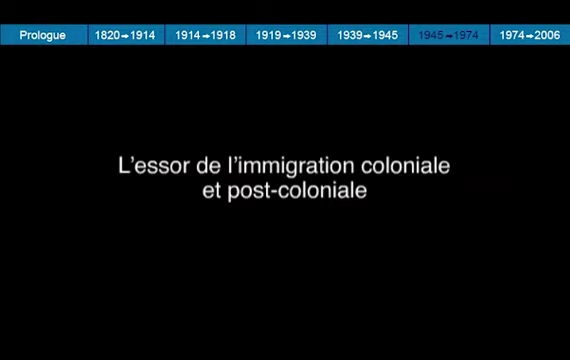 Prologue 1820→1914 1914→1918 1919→1939 1939→1945 1945→1974 1974→2006
L'essor de l'immigration coloniale
et post-coloniale